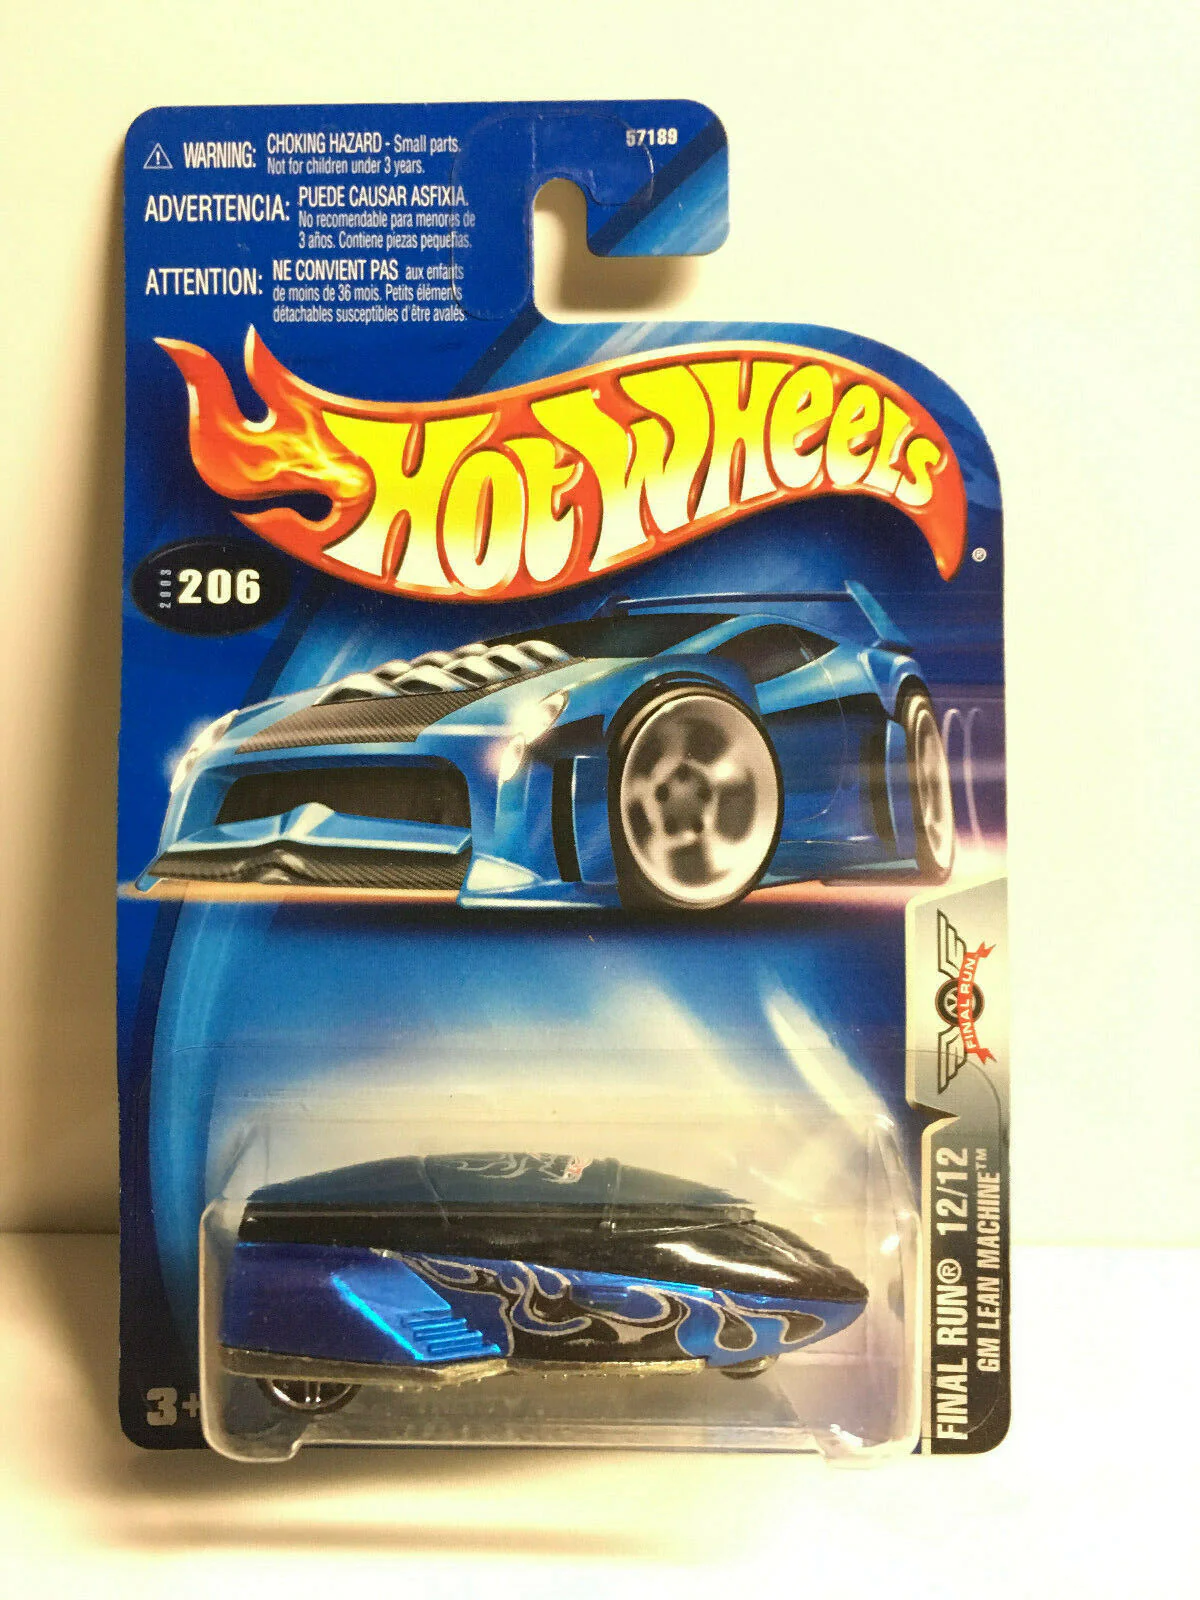 57189
WARNING: CHOKING HAZARD - Small parts.
Not for children under 3 years.
ADVERTENCIA: PUEDE CAUSAR ASFIXIA.
No recomendable para menores de
3 años. Contiene piezas pequeñas.
ATTENTION: NE CONVIENT PAS aux enfants
de moins de 36 mois. Petits éléments
détachables susceptibles d'être avalés.
HOT WHEELS
®
2003 206
FINAL RUN
FINAL RUN® 12/12
GM LEAN MACHINE™
3+